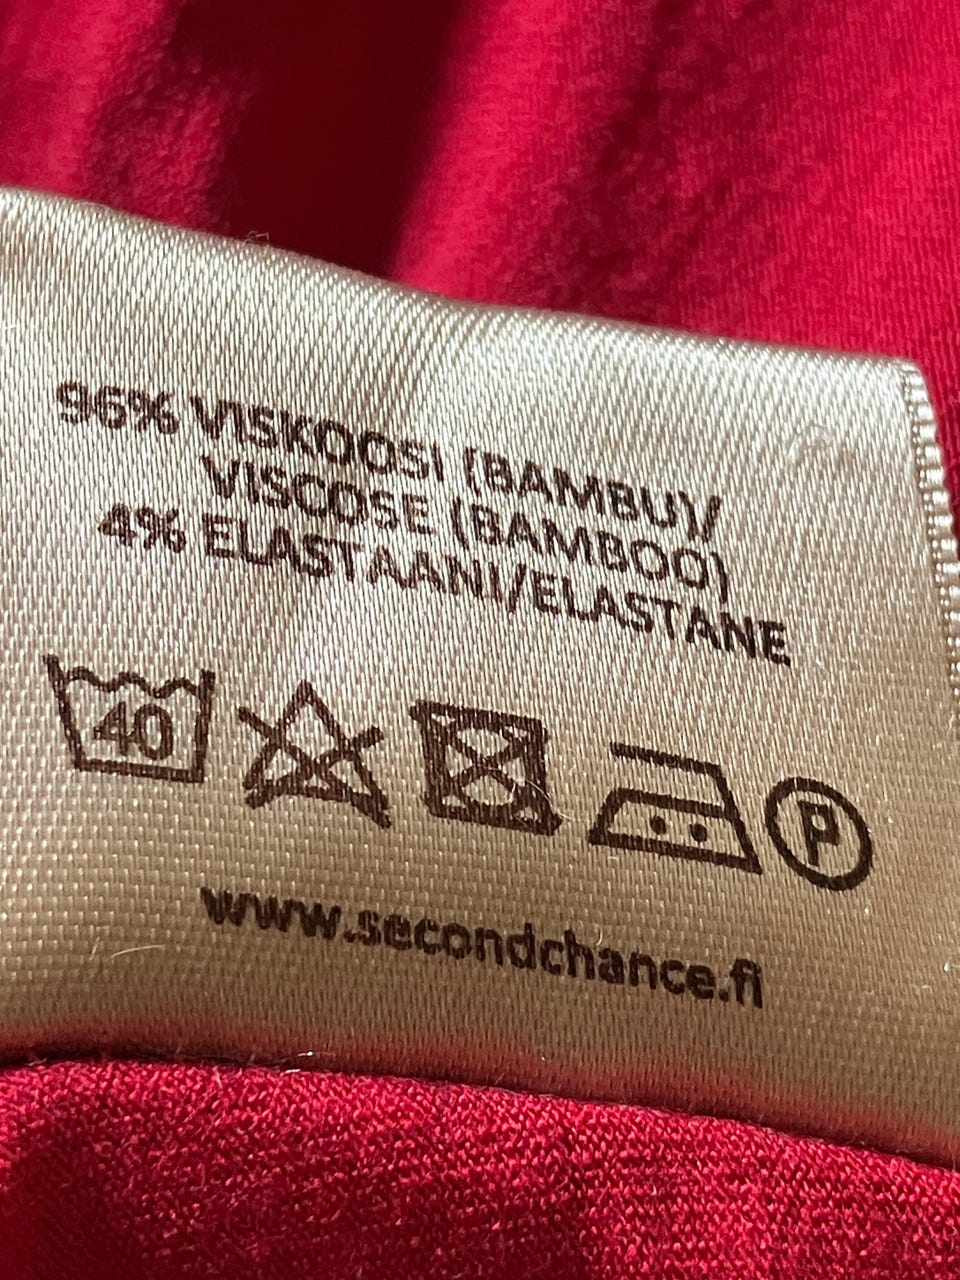 96% VISKOOSI (BAMBU)/
VISCOSE (BAMBOO)
4% ELASTAANI/ELASTANE
40
P
www.secondchance.fi